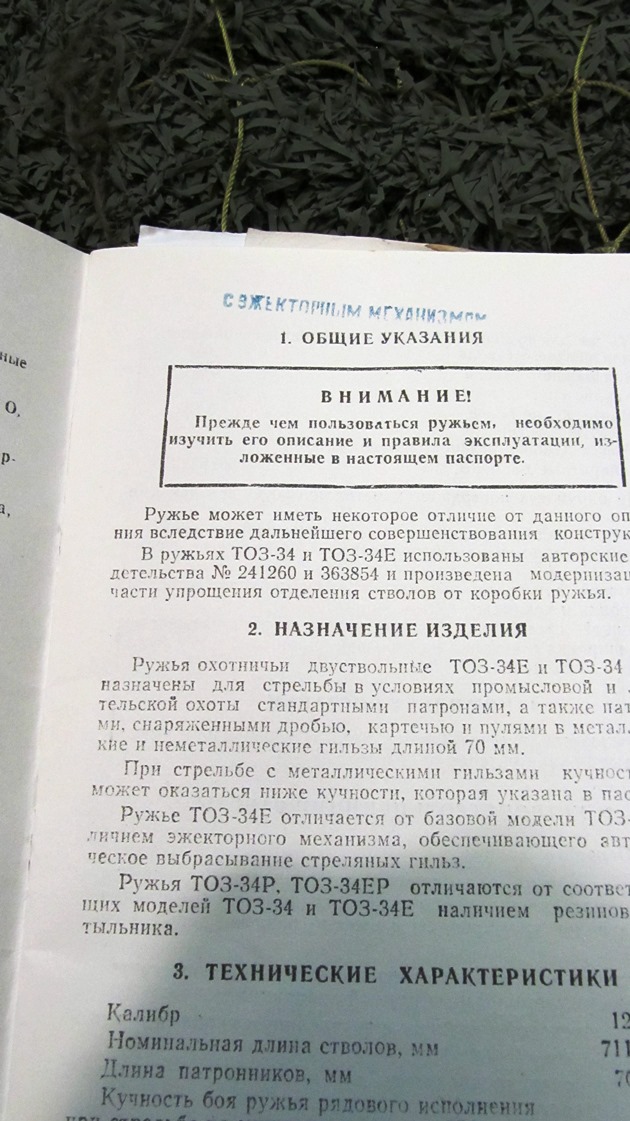 ные
О,
р-
а,
С ЭЖЕКТОРНЫМ МЕХАНИЗМОМ
1. ОБЩИЕ УКАЗАНИЯ
ВНИМАНИЕ!
Прежде чем пользоваться ружьем, необходимо
изучить его описание и правила эксплуатации, из-
ложенные в настоящем паспорте.
Ружье может иметь некоторое отличие от данного оп
ния вследствие дальнейшего совершенствования конструк
В ружьях ТОЗ-34 и ТОЗ-34Е использованы авторские
детельства № 241260 и 363854 и произведена модернизац
части упрощения отделения стволов от коробки ружья.
2. НАЗНАЧЕНИЕ ИЗДЕЛИЯ
Ружья охотничьи двуствольные ТОЗ-34Е и ТОЗ-34
назначены для стрельбы в условиях промысловой и
тельской охоты стандартными патронами, а также пат
ми, снаряженными дробью, картечью и пулями в метал
кие и неметаллические гильзы длиной 70 мм.
При стрельбе с металлическими гильзами кучност
может оказаться ниже кучности, которая указана в пас
Ружье ТОЗ-34Е отличается от базовой модели ТОЗ-
личием эжекторного механизма, обеспечивающего авт
ческое выбрасывание стреляных гильз.
Ружья ТОЗ-34Р, ТОЗ-34ЕР отличаются от соответ
щих моделей ТОЗ-34 и ТОЗ-34Е наличием резинов
тыльника.
3. ТЕХНИЧЕСКИЕ ХАРАКТЕРИСТИКИ
Калибр 12
Номинальная длина стволов, мм 711
Длина патронников, мм 70
Кучность боя ружья рядового исполнения